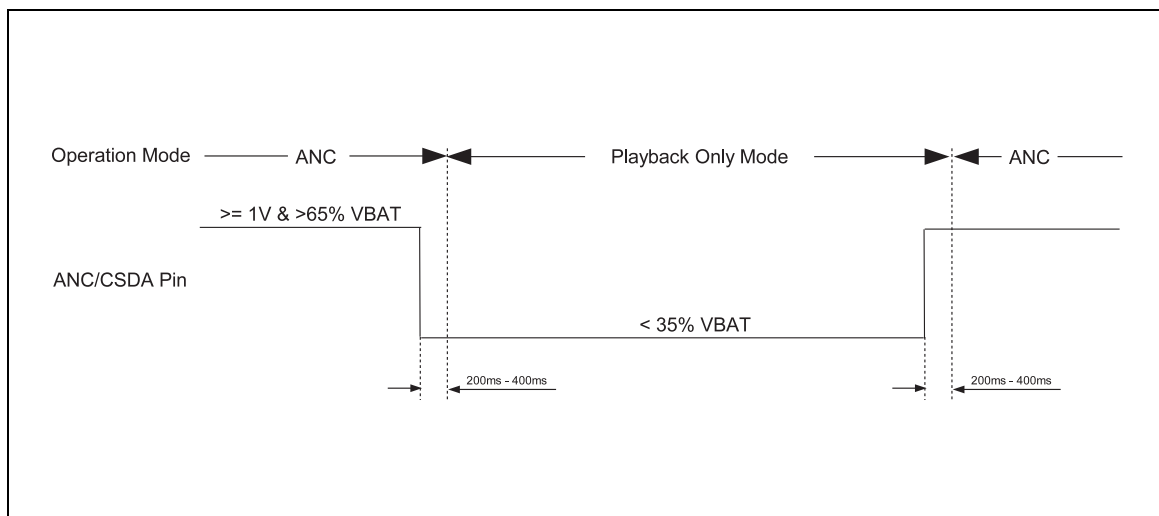 Operation Mode ANC Playback Only Mode ANC
>= 1V & >65% VBAT
ANC/CSDA Pin
< 35% VBAT
200ms - 400ms 200ms - 400ms